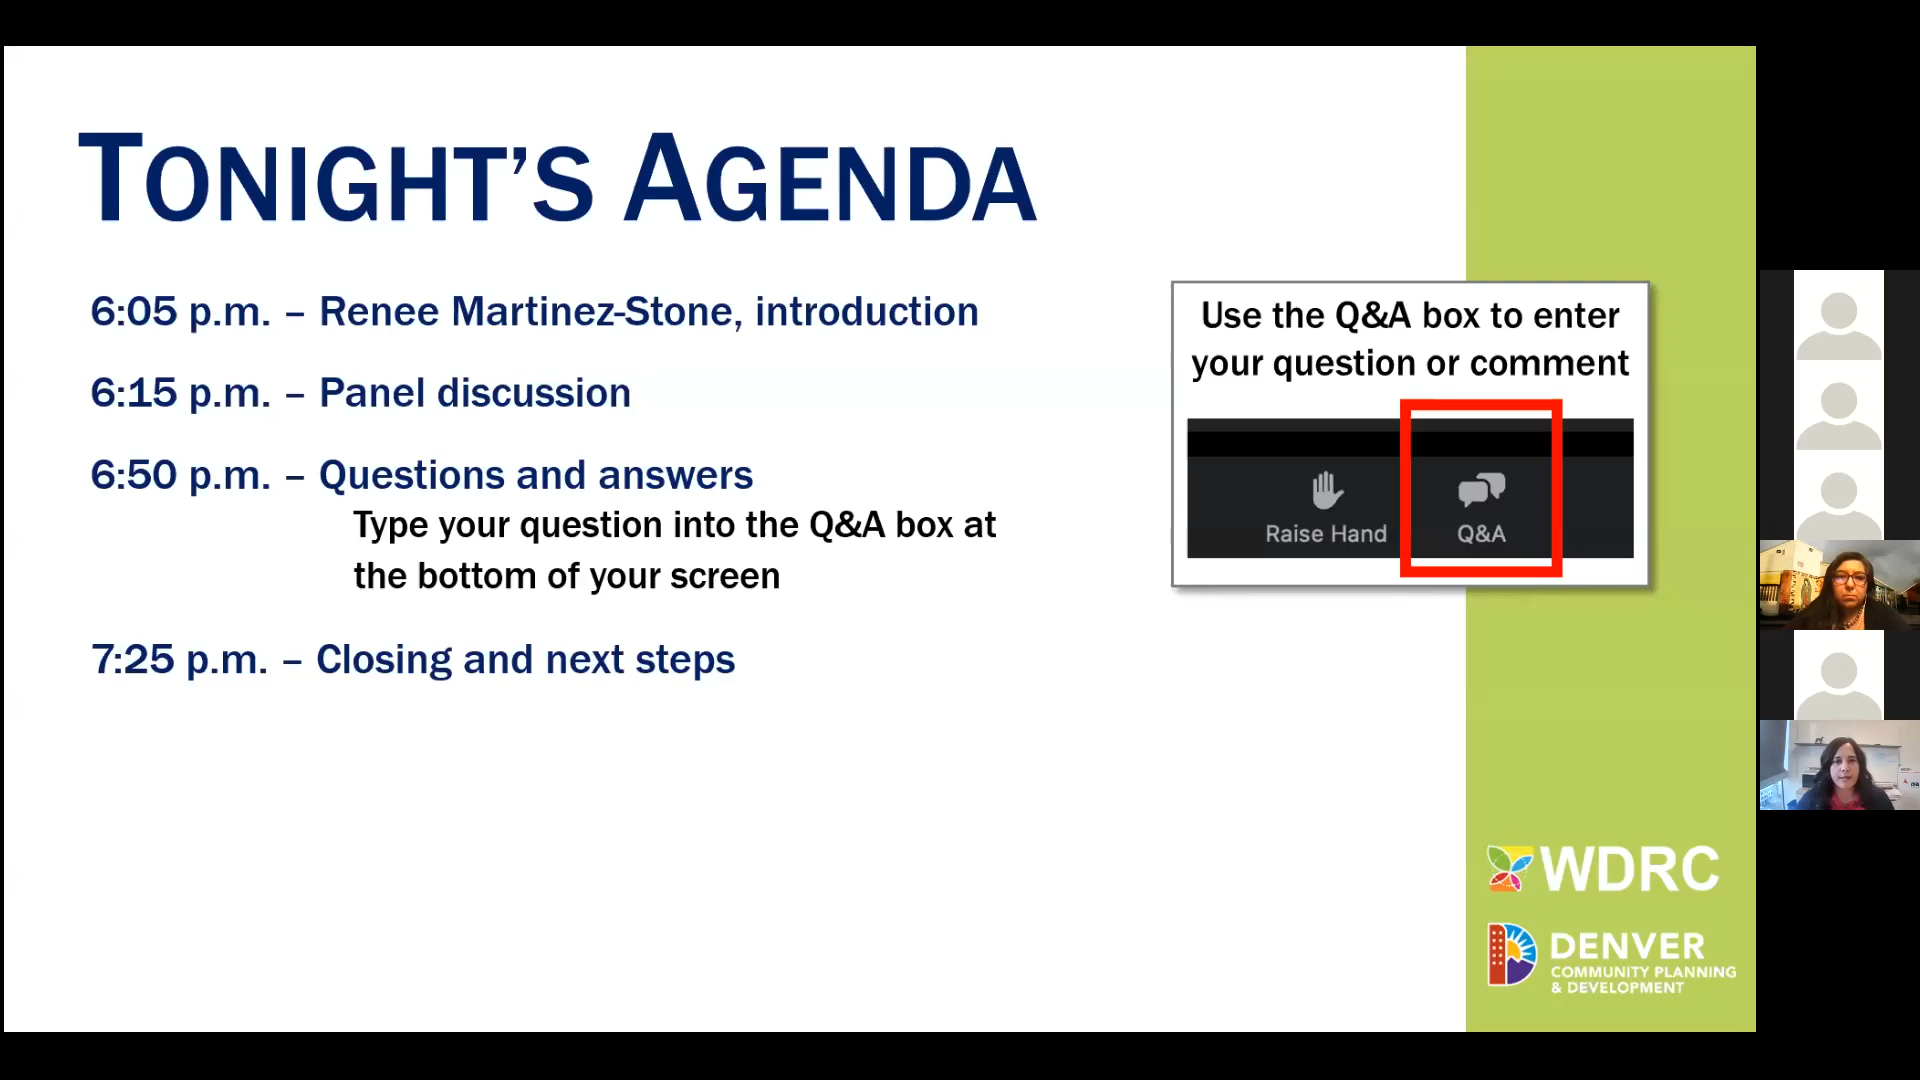 TONIGHT'S AGENDA
6:05 p.m. – Renee Martinez-Stone, introduction
6:15 p.m. – Panel discussion
6:50 p.m. – Questions and answers
Type your question into the Q&A box at
the bottom of your screen
7:25 p.m. – Closing and next steps
Use the Q&A box to enter
your question or comment
Raise Hand
Q&A
WDRC
DENVER
COMMUNITY PLANNING
& DEVELOPMENT